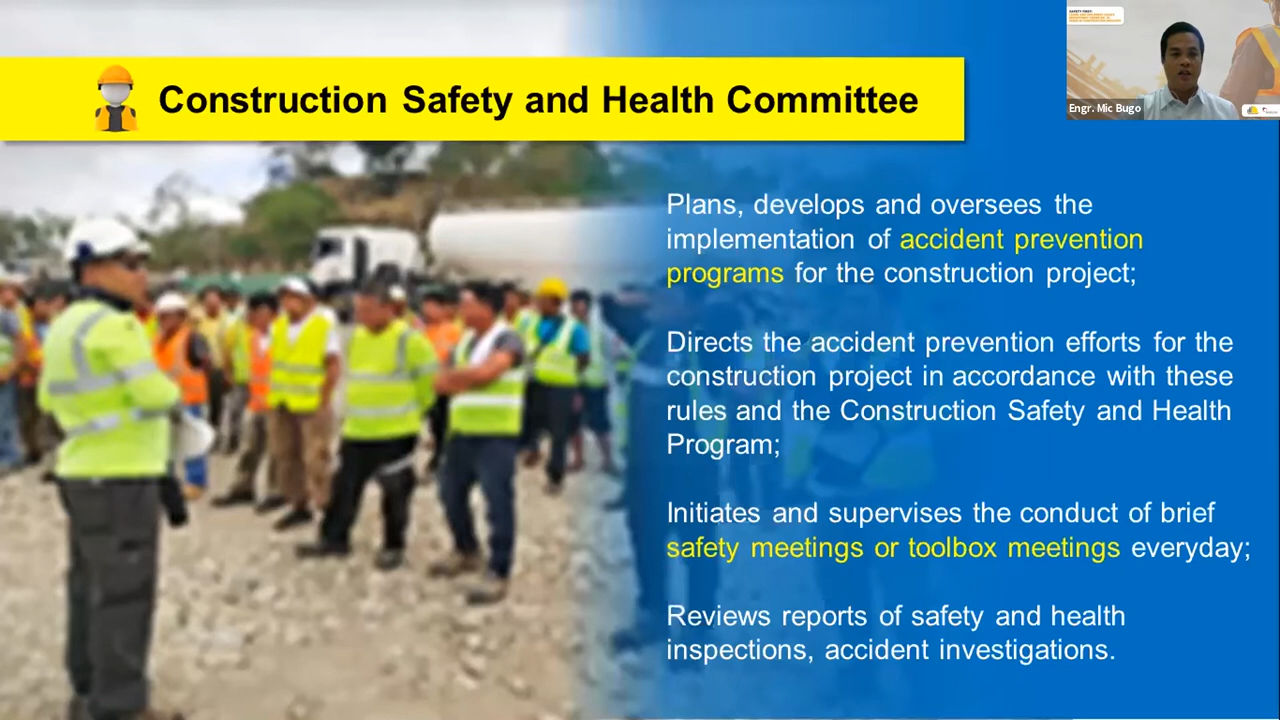 Construction Safety and Health Committee
SAFETY FIRST:
Engr. Mic Bugo
Plans, develops and oversees the
implementation of accident prevention
programs for the construction project;
Directs the accident prevention efforts for the
construction project in accordance with these
rules and the Construction Safety and Health
Program;
Initiates and supervises the conduct of brief
safety meetings or toolbox meetings everyday;
Reviews reports of safety and health
inspections, accident investigations.